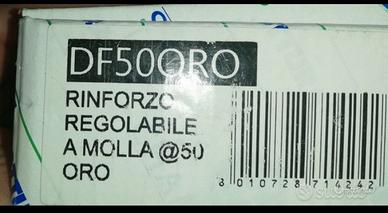 DF50ORO
RINFORZO
REGOLABILE
A MOLLA @50
ORO
8 010728 714242